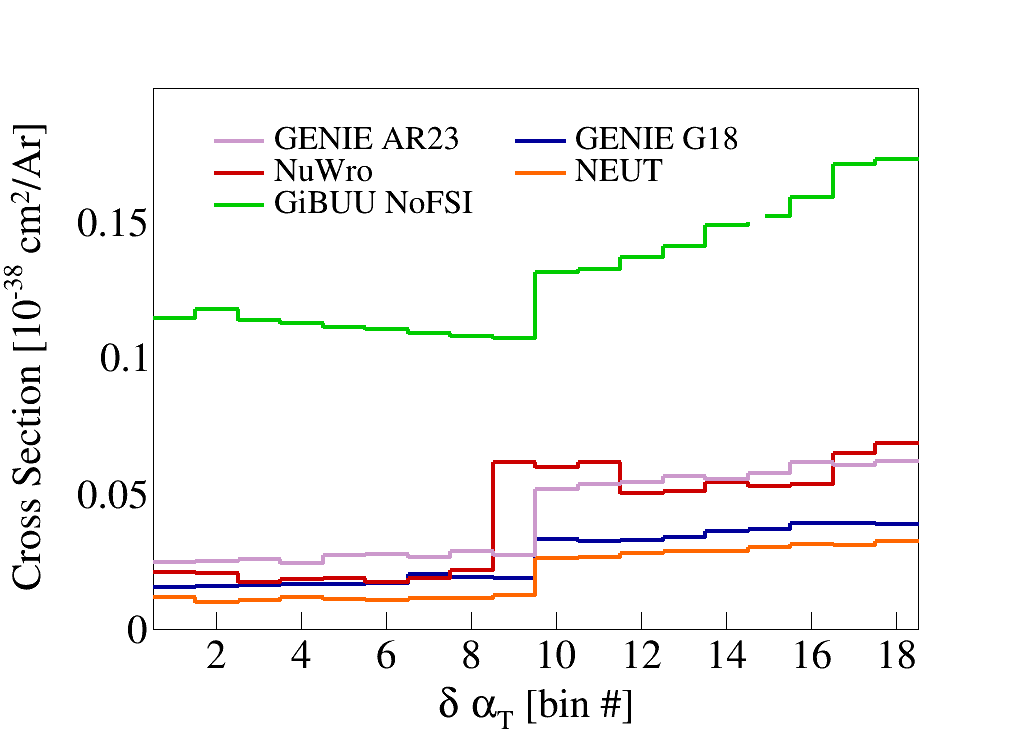 GENIE AR23
GENIE G18
NuWro
NEUT
GiBUU NoFSI
Cross Section [10⁻³⁸ cm²/Ar]
0.15
0.1
0.05
0
2 4 6 8 10 12 14 16 18
δ α_T [bin #]